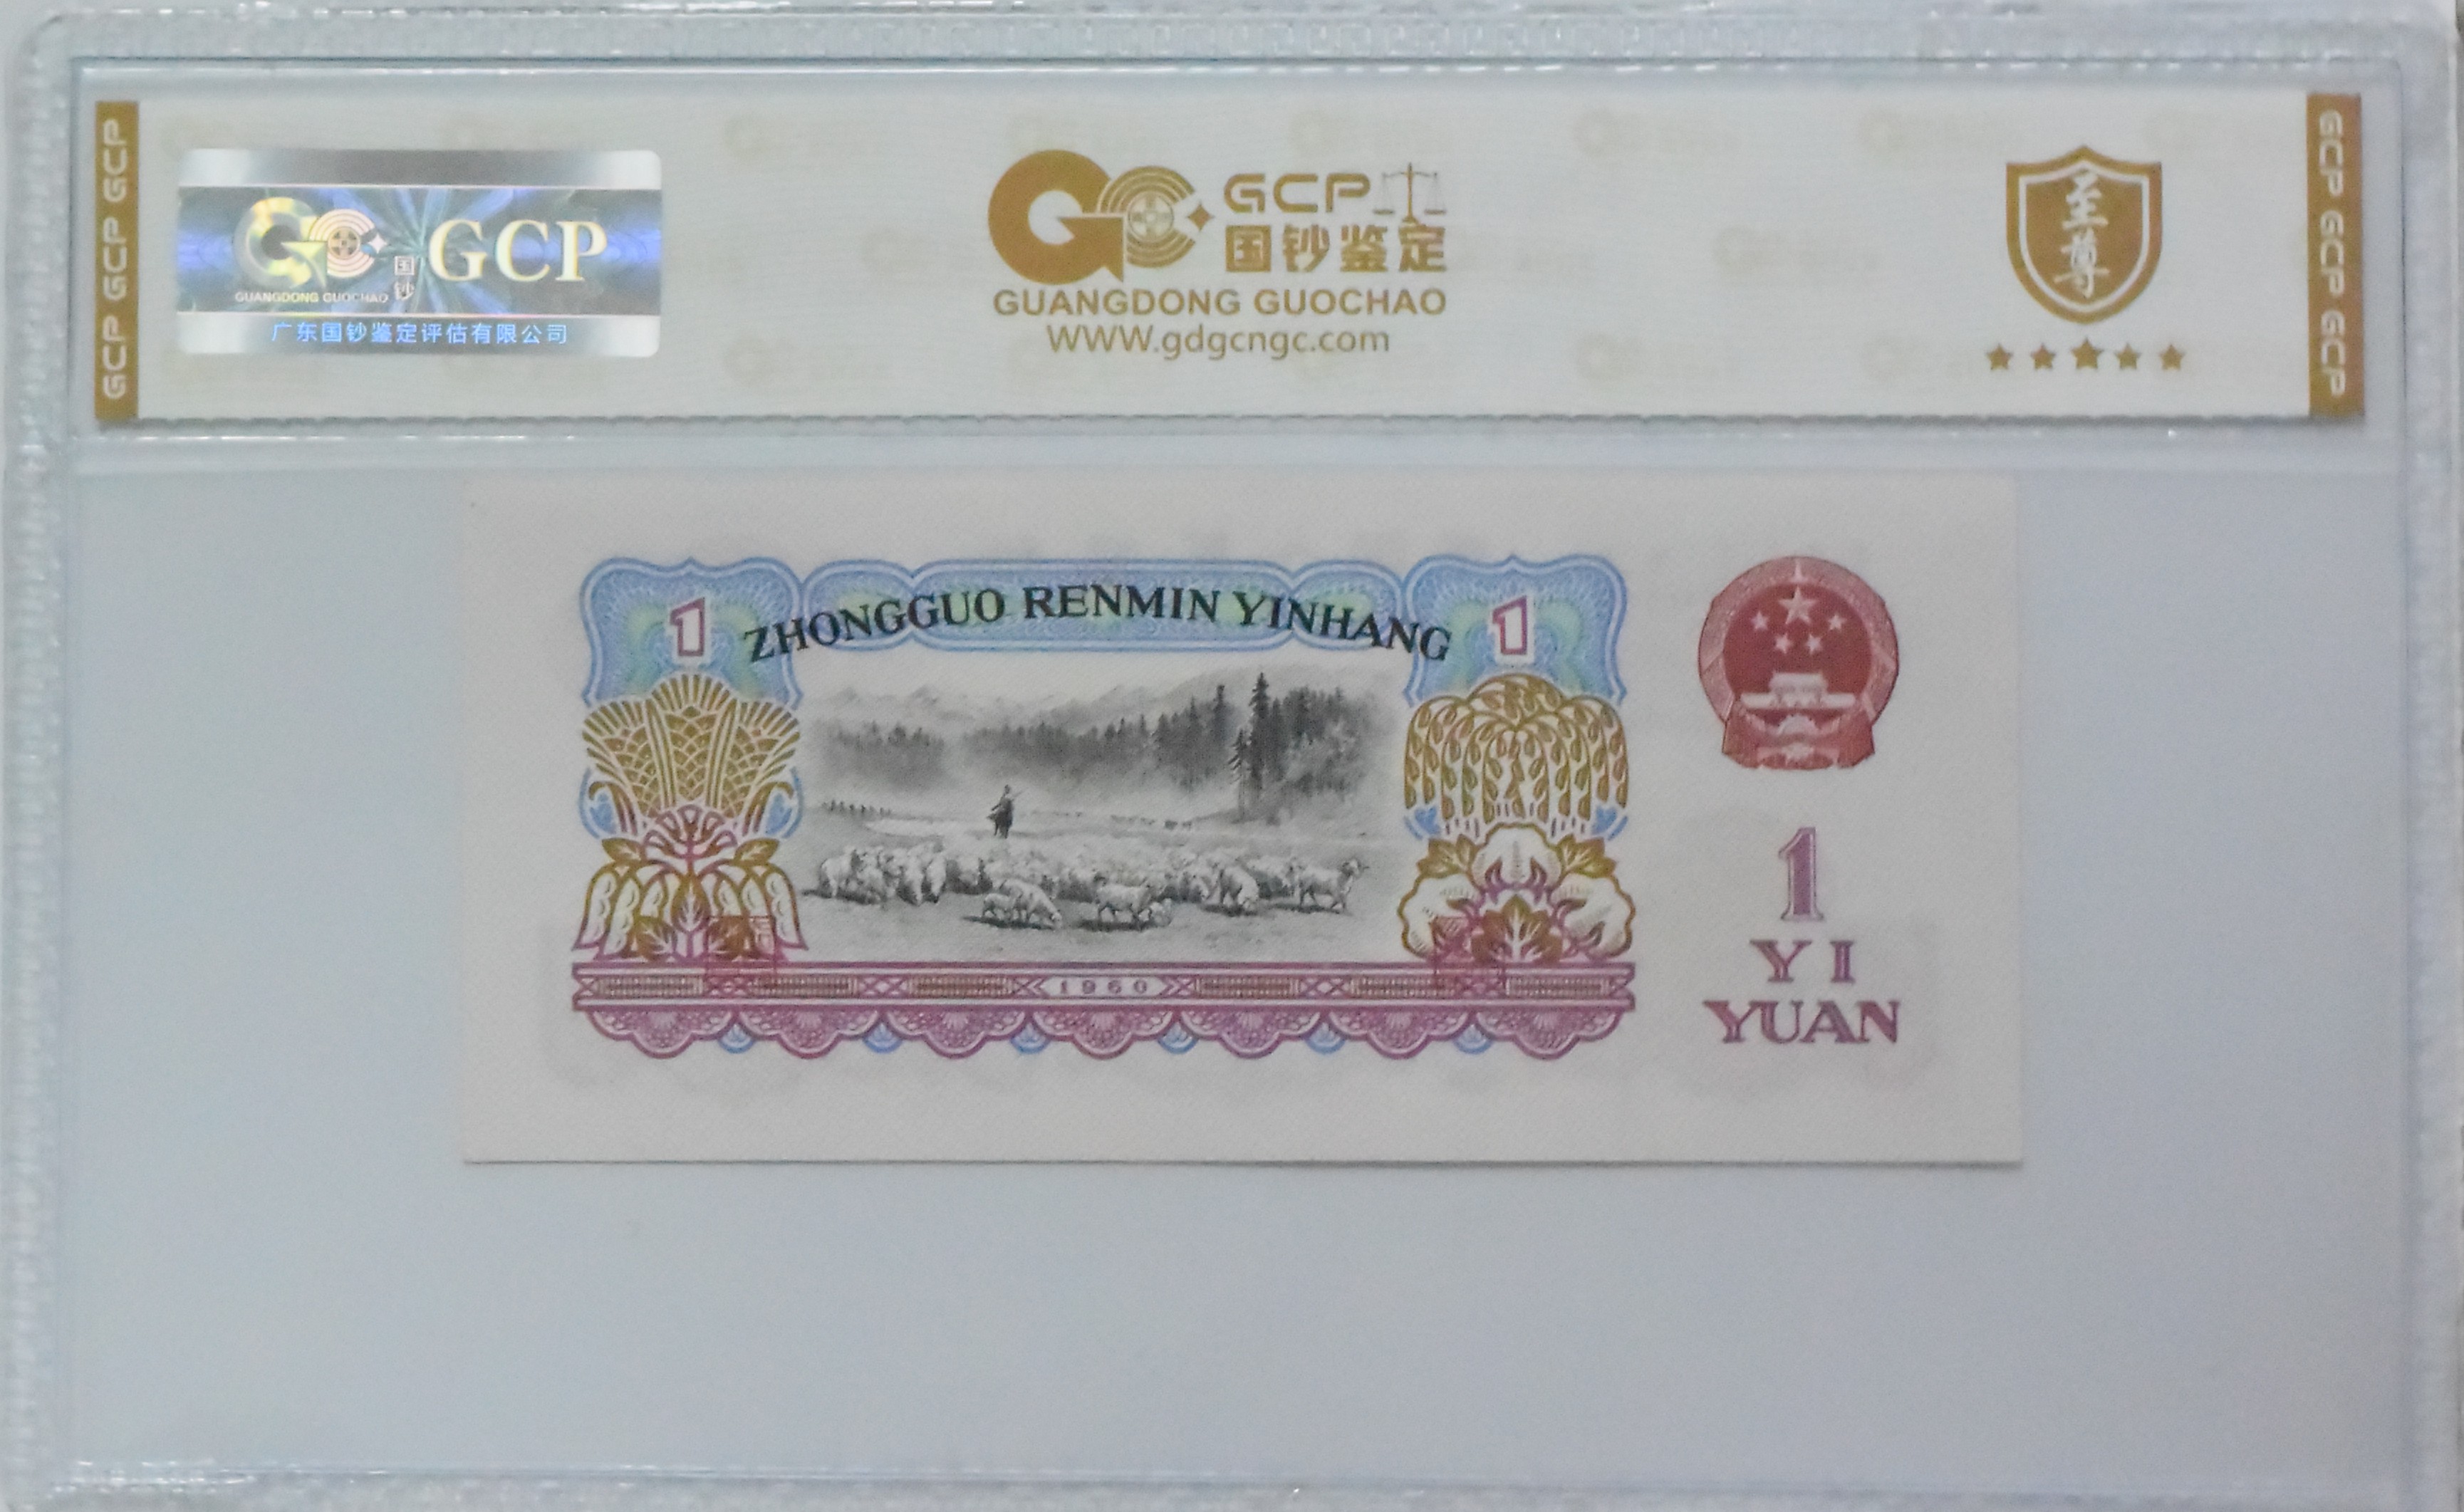 GCP GCP GCP
GUANGDONG GUOCHAO
国钞
GCP
广东国钞鉴定评估有限公司
GCP
国钞鉴定
GUANGDONG GUOCHAO
WWW.gdgcngc.com
至尊
GCP GCP GCP
1
ZHONGGUO RENMIN YINHANG
1
1960
1
YI
YUAN